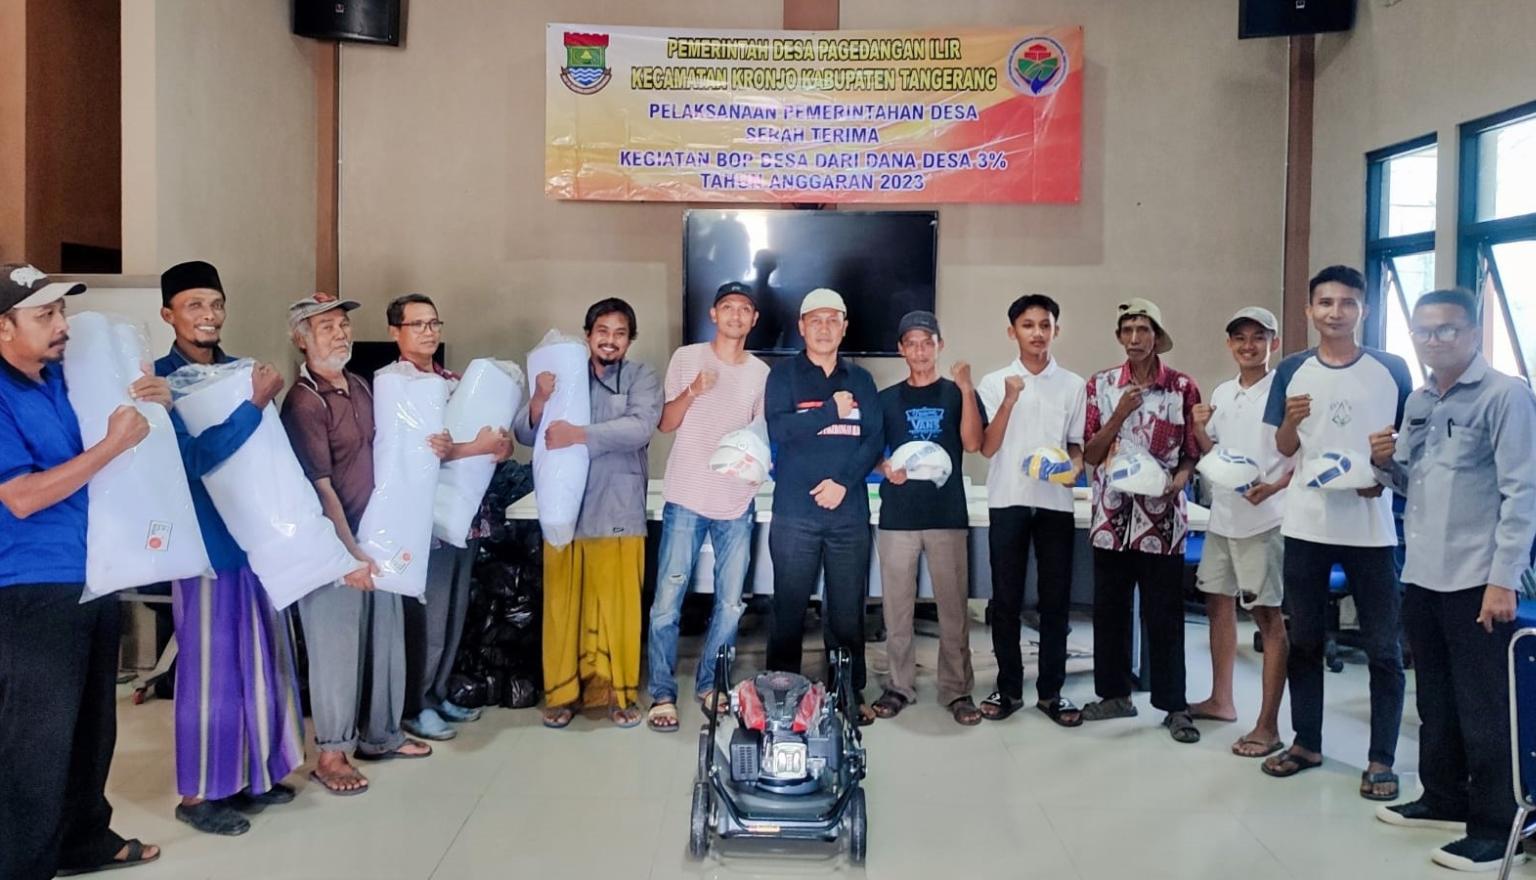 PEMERINTAH DESA PAGEDANGAN ILIR
KECAMATAN KRONJO KABUPATEN TANGERANG
PELAKSANAAN PEMERINTAHAN DESA
SERAH TERIMA
KEGIATAN BOP DESA DARI DANA DESA 3%
TAHUN ANGGARAN 2023
VANS